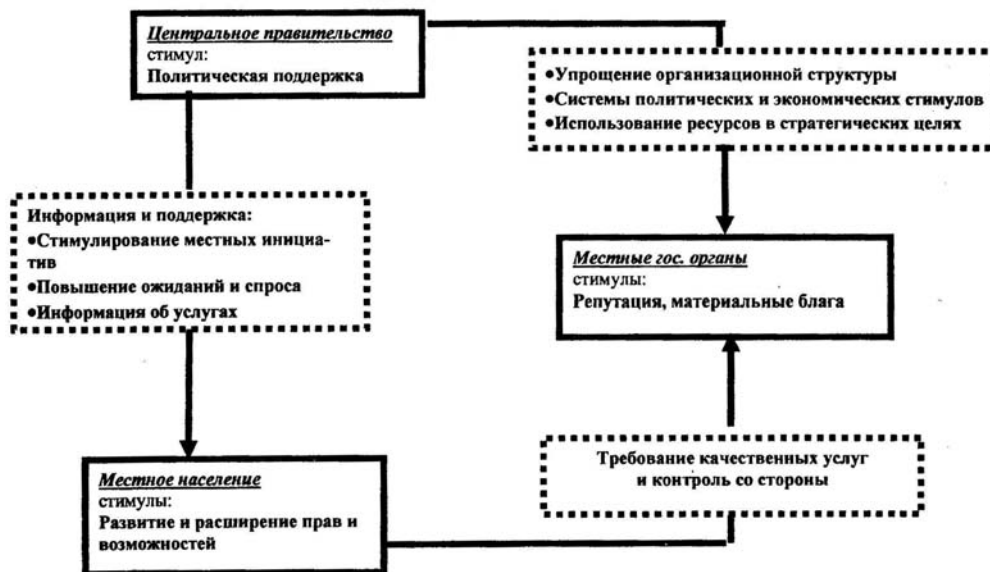 Центральное правительство
стимул:
Политическая поддержка
•Упрощение организационной структуры
•Системы политических и экономических стимулов
•Использование ресурсов в стратегических целях
Информация и поддержка:
•Стимулирование местных инициа-
тив
•Повышение ожиданий и спроса
•Информация об услугах
Местные гос. органы
стимулы:
Репутация, материальные блага
Местное население
стимулы:
Развитие и расширение прав и
возможностей
Требование качественных услуг
и контроль со стороны